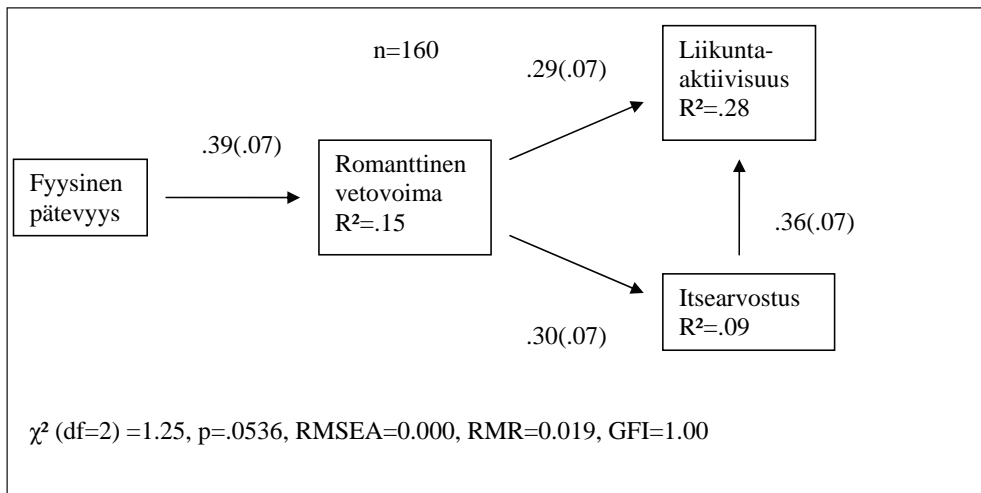 n=160
.29(.07)
Liikunta-
aktiivisuus
R²=.28
.39(.07)
Fyysinen
pätevyys
Romanttinen
vetovoima
R²=.15
.36(.07)
.30(.07)
Itsearvostus
R²=.09
χ² (df=2) =1.25, p=.0536, RMSEA=0.000, RMR=0.019, GFI=1.00